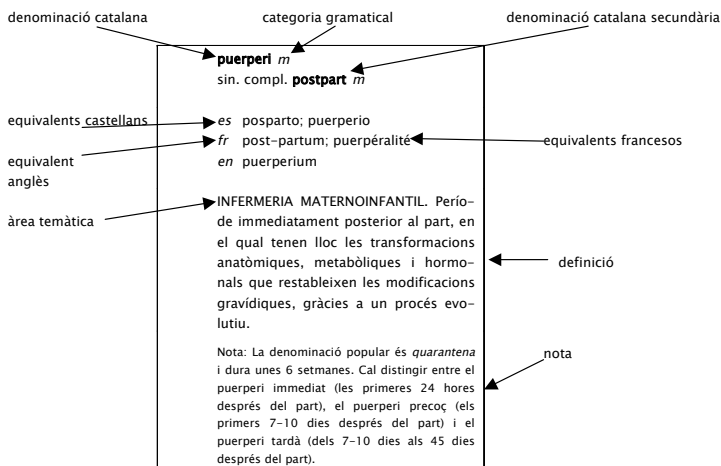 denominació catalana
categoria gramatical
denominació catalana secundària
puerperi m
sin. compl. postpart m
equivalents castellans
es posparto; puerperio
fr post-partum; puerpéralité
equivalents francesos
equivalent
anglès
en puerperium
àrea temàtica
INFERMERIA MATERNOINFANTIL. Perío-
de immediatament posterior al part, en
el qual tenen lloc les transformacions
anatòmiques, metabòliques i hormo-
nals que restableixen les modificacions
gravídiques, gràcies a un procés evo-
lutiu.
definició
Nota: La denominació popular és quarantena
i dura unes 6 setmanes. Cal distingir entre el
puerperi immediat (les primeres 24 hores
després del part), el puerperi precoç (els
primers 7-10 dies després del part) i el
puerperi tardà (dels 7-10 dies als 45 dies
després del part).
nota